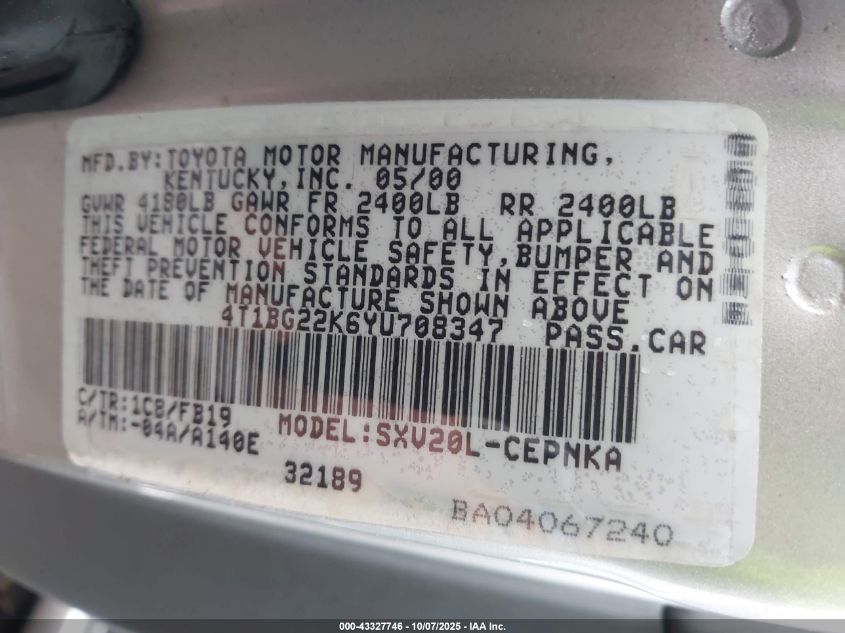 MFD.BY:TOYOTA MOTOR MANUFACTURING,
KENTUCKY,INC. 05/00
GVWR 4180LB GAWR FR 2400LB RR 2400LB
THIS VEHICLE CONFORMS TO ALL APPLICABLE
FEDERAL MOTOR VEHICLE SAFETY,BUMPER AND
THEFT PREVENTION STANDARDS IN EFFECT ON
THE DATE OF MANUFACTURE SHOWN ABOVE
4T1BG22K6YU708347 PASS.CAR
C/TR:1C8/FB19
A/TM:-04A/A140E
MODEL:SXV20L-CEPNKA
32189
BA04067240
000-43327746 - 10/07/2025 - IAA Inc.